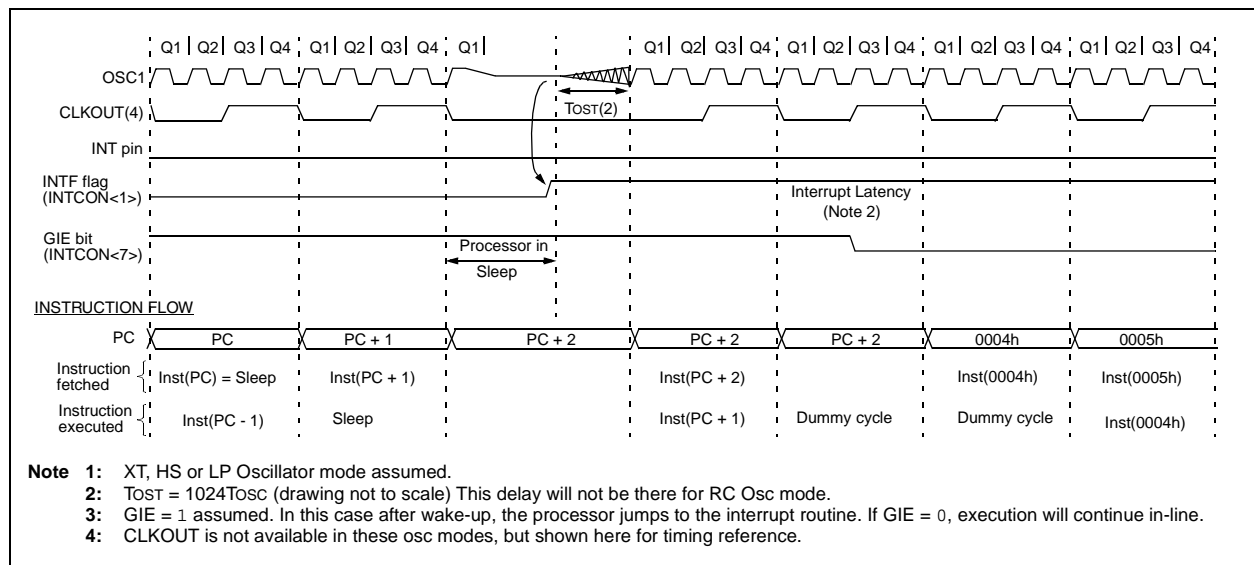 Q1 Q2 Q3 Q4 Q1 Q2 Q3 Q4 Q1 Q1 Q2 Q3 Q4 Q1 Q2 Q3 Q4 Q1 Q2 Q3 Q4 Q1 Q2 Q3 Q4
OSC1
TOST(2)
CLKOUT(4)
INT pin
INTF flag
(INTCON<1>)
Interrupt Latency
(Note 2)
GIE bit
(INTCON<7>)
Processor in
Sleep
INSTRUCTION FLOW
PC PC PC + 1 PC + 2 PC + 2 PC + 2 0004h 0005h
Instruction
fetched
Inst(PC) = Sleep Inst(PC + 1) Inst(PC + 2) Inst(0004h) Inst(0005h)
Instruction
executed
Inst(PC - 1) Sleep Inst(PC + 1) Dummy cycle Dummy cycle Inst(0004h)
Note 1: XT, HS or LP Oscillator mode assumed.
2: TOST = 1024TOSC (drawing not to scale) This delay will not be there for RC Osc mode.
3: GIE = 1 assumed. In this case after wake-up, the processor jumps to the interrupt routine. If GIE = 0, execution will continue in-line.
4: CLKOUT is not available in these osc modes, but shown here for timing reference.